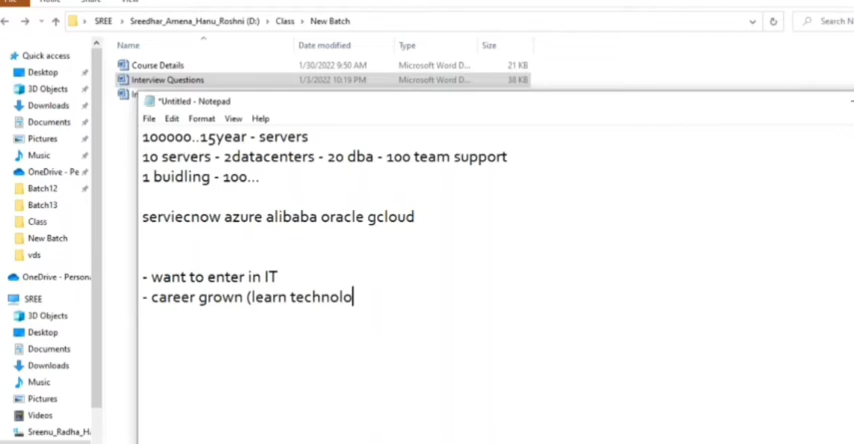 SREE > Sreedhar_Amena_Hanu_Roshni (D:) > Class > New Batch
Search N
Name Date modified Type Size
Course Details 1/30/2022 9:50 AM Microsoft Word D... 21 KB
Interview Questions 1/3/2022 10:19 PM Microsoft Word D... 38 KB
Quick access
Desktop
3D Objects
Downloads
Documents
Pictures
Music
OneDrive - Pe
Batch12
Batch13
Class
New Batch
vds
OneDrive - Person
SREE
3D Objects
Desktop
Documents
Downloads
Music
Pictures
Videos
Sreenu_Radha_H
*Untitled - Notepad
File Edit Format View Help
100000..15year - servers
10 servers - 2datacenters - 20 dba - 100 team support
1 buidling - 100...
serviecnow azure alibaba oracle gcloud
- want to enter in IT
- career grown (learn technolo